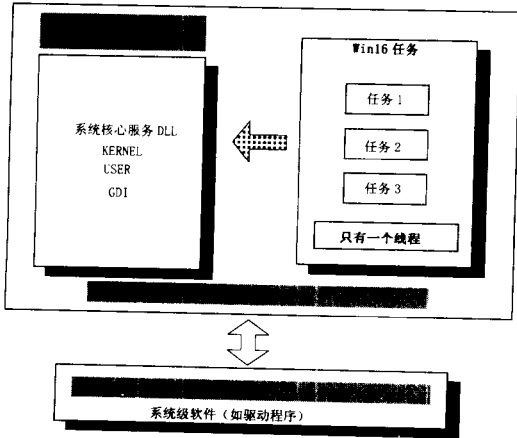 Win16 任务
任务 1
任务 2
任务 3
只有一个线程
系统核心服务 DLL
KERNEL
USER
GDI
系统级软件（如驱动程序）